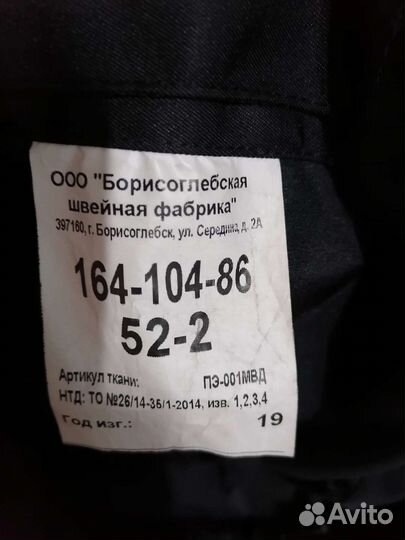 ООО "Борисоглебская
швейная фабрика"
397160, г. Борисоглебск, ул. Середина, д. 2А
164-104-86
52-2
Артикул ткани: ПЭ-001МВД
НТД: ТО №26/14-35/1-2014, изв. 1,2,3,4
Год изг.: 19
Avito